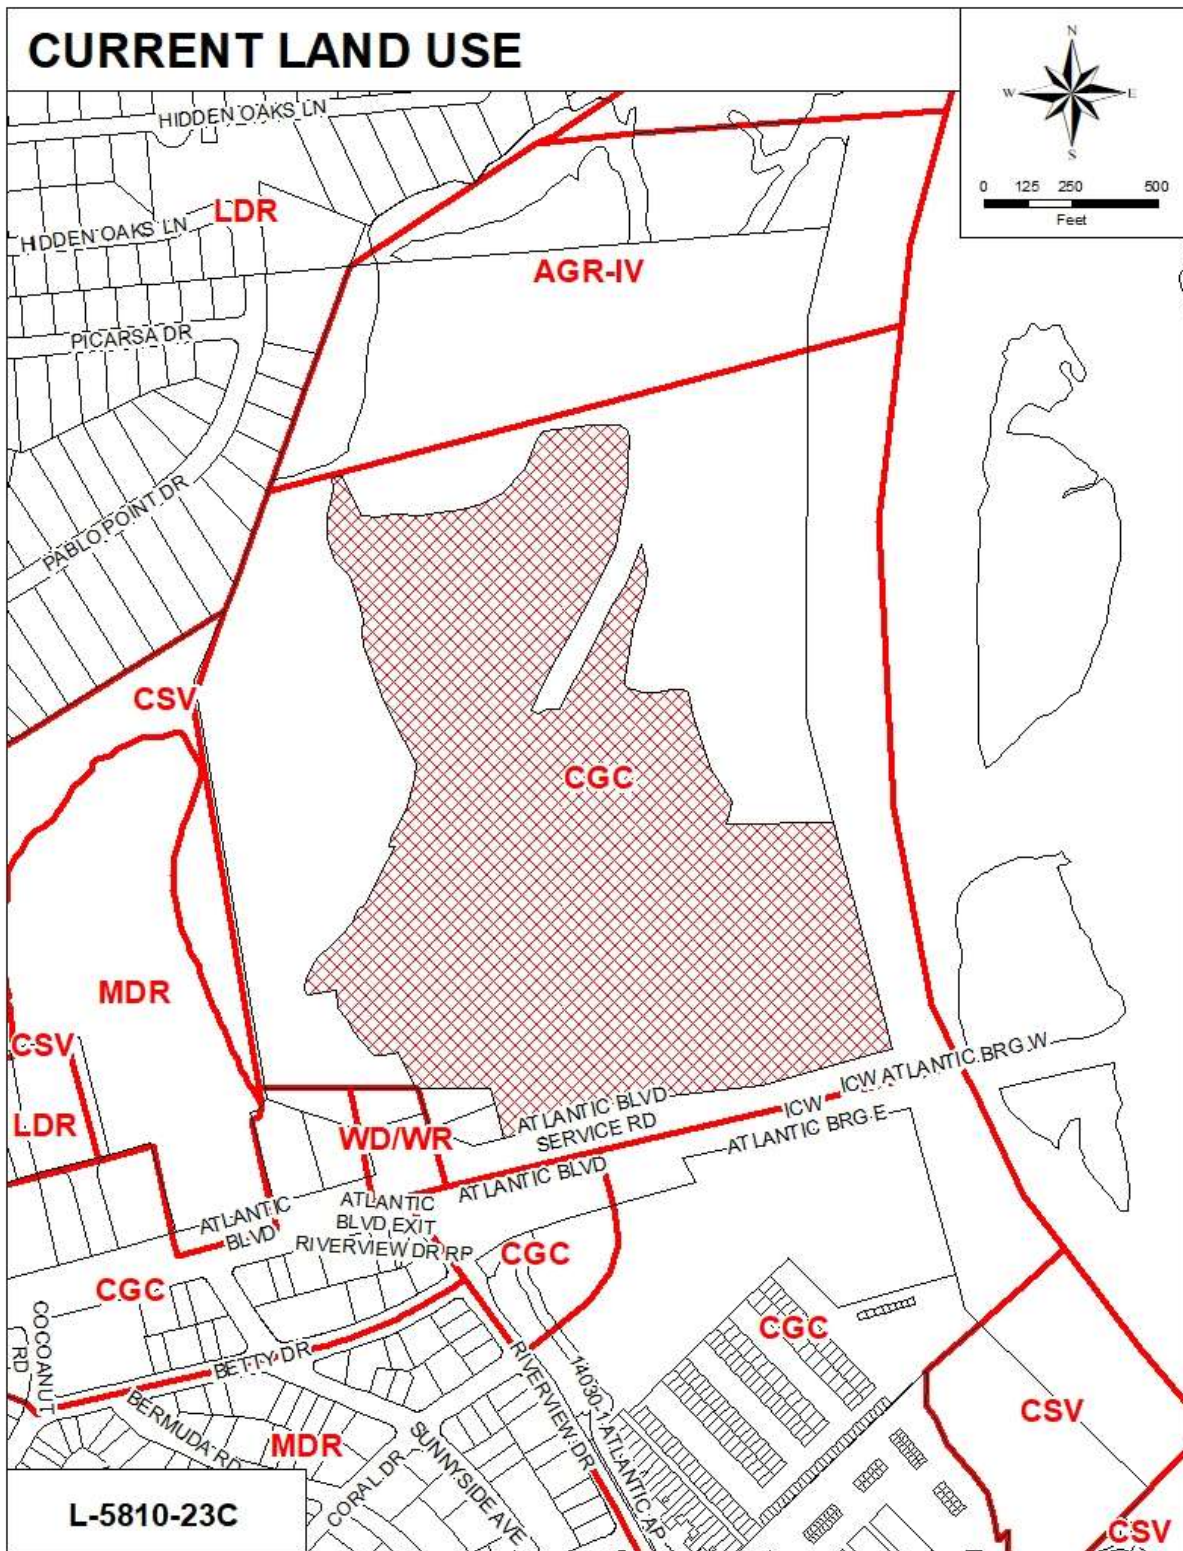 CURRENT LAND USE
N
W
E
S
0 125 250 500
Feet
HIDDEN OAKS LN
LDR
HIDDEN OAKS LN
AGR-IV
PICARSA DR
PABLO POINT DR
CSV
CGC
MDR
CSV
LDR
WD/WR
ATLANTIC BLVD
SERVICE RD
ICW
ICW ATLANTIC BRG W
ATLANTIC BRG E
ATLANTIC BLVD
ATLANTIC
BLVD
ATLANTIC
BLVD EXIT
RIVERVIEW DR RP
CGC
CGC
CGC
COCOANUT
RD
BETTY DR
BERMUDA RD
MDR
CORAL DR
SUNNYSIDE AVE
RIVERVIEW DR
14030-1 ATLANTIC AP
CSV
CSV
L-5810-23C